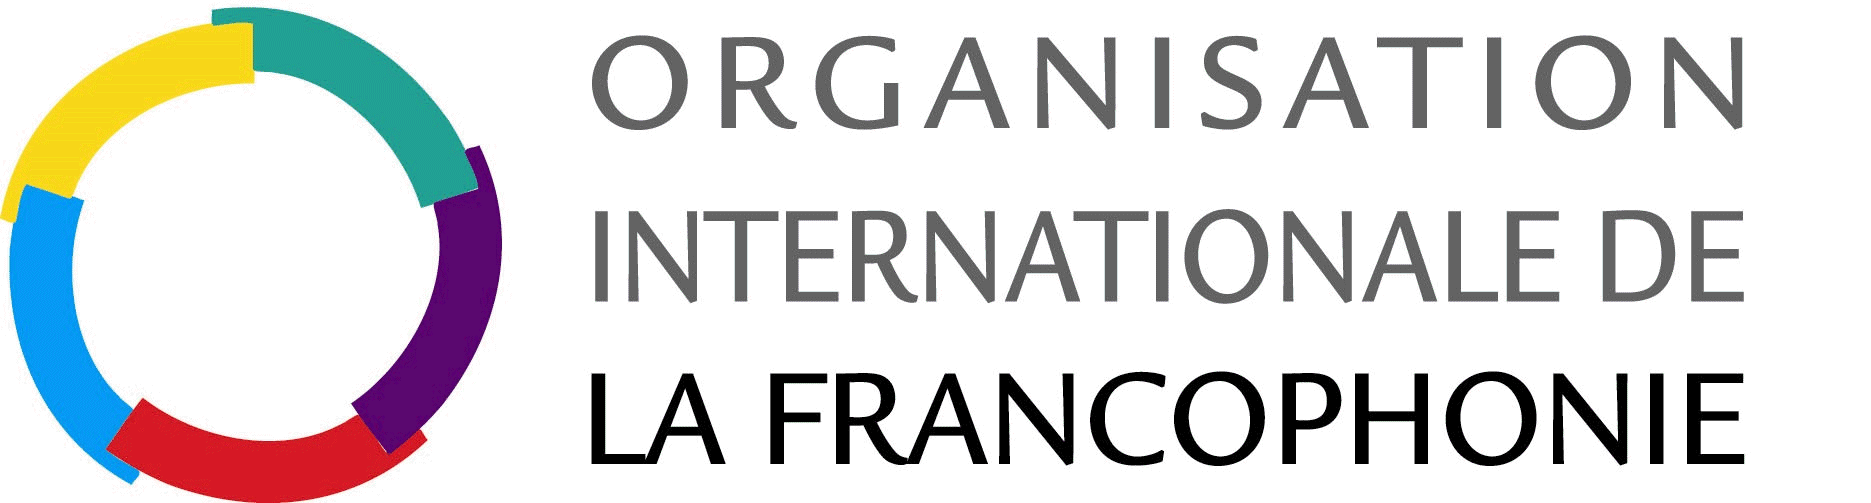 ORGANISATION
INTERNATIONALE DE
LA FRANCOPHONIE